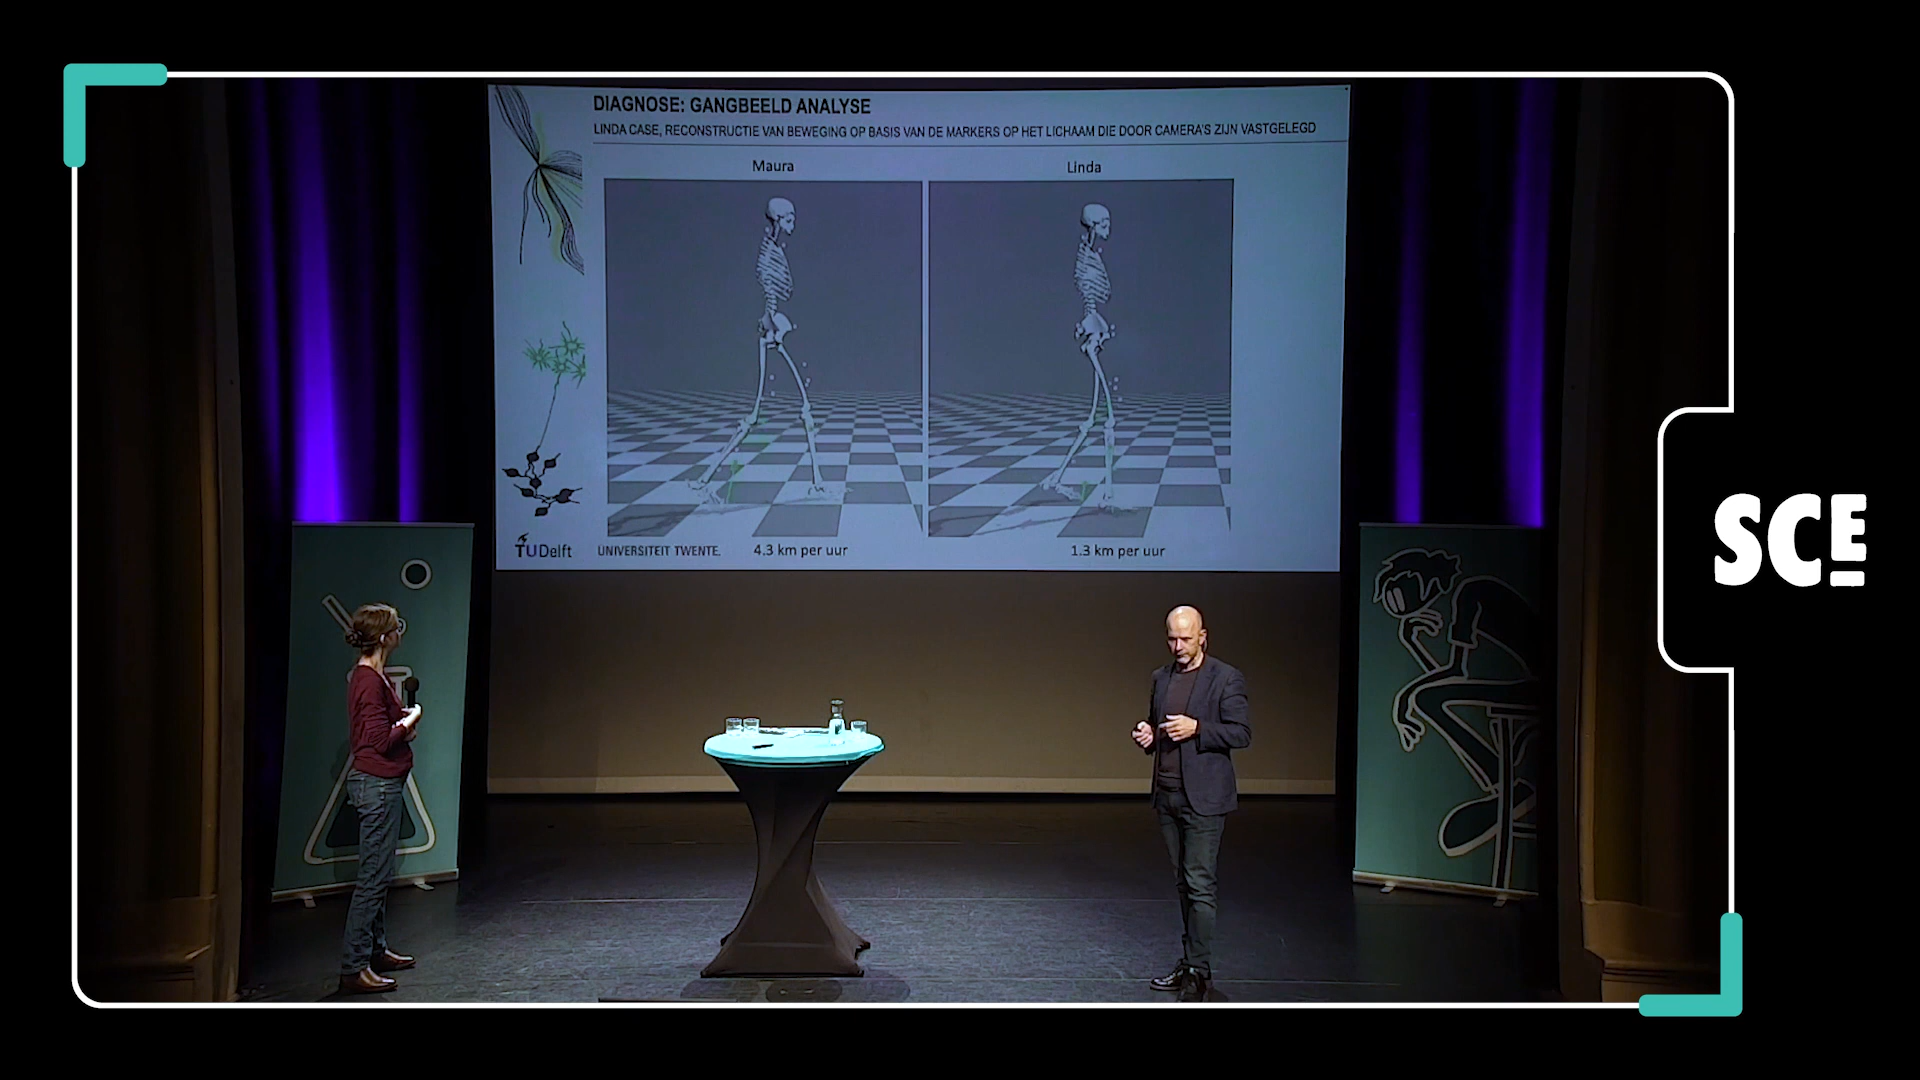 DIAGNOSE: GANGBEELD ANALYSE
LINDA CASE, RECONSTRUCTIE VAN BEWEGING OP BASIS VAN DE MARKERS OP HET LICHAAM DIE DOOR CAMERA'S ZIJN VASTGELEGD
Maura
Linda
TUDelft
UNIVERSITEIT TWENTE.
4.3 km per uur
1.3 km per uur
SCE